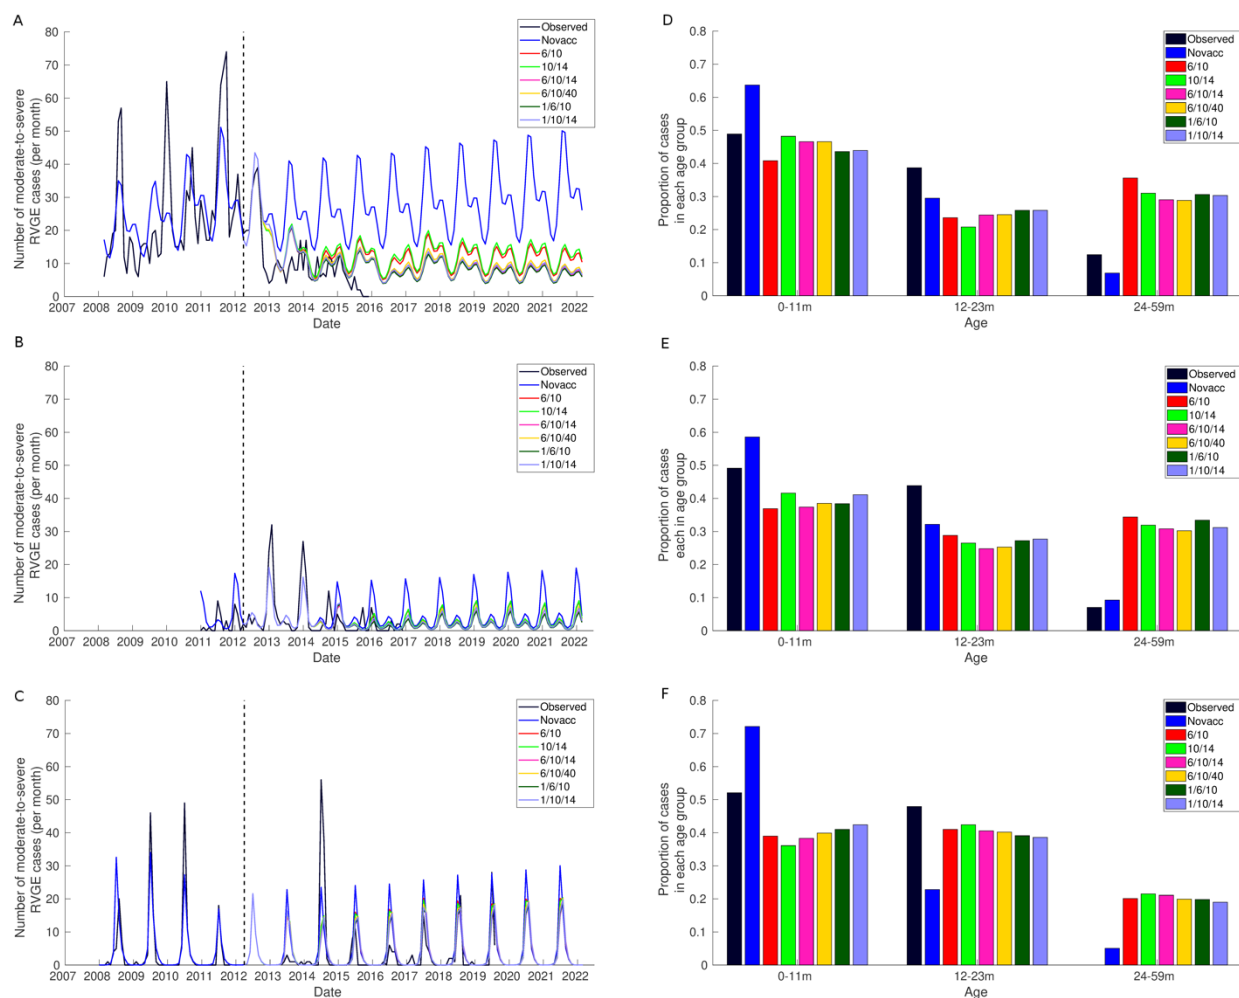 A
Number of moderate-to-severe
RVGE cases (per month)
80
70
60
50
40
30
20
10
0
2007 2008 2009 2010 2011 2012 2013 2014 2015 2016 2017 2018 2019 2020 2021 2022
Date
Observed
Novacc
6/10
10/14
6/10/14
6/10/40
1/6/10
1/10/14
D
Proportion of cases
in each age group
0.8
0.7
0.6
0.5
0.4
0.3
0.2
0.1
0
0-11m 12-23m 24-59m
Age
Observed
Novacc
6/10
10/14
6/10/14
6/10/40
1/6/10
1/10/14
B
Number of moderate-to-severe
RVGE cases (per month)
80
70
60
50
40
30
20
10
0
2007 2008 2009 2010 2011 2012 2013 2014 2015 2016 2017 2018 2019 2020 2021 2022
Date
Observed
Novacc
6/10
10/14
6/10/14
6/10/40
1/6/10
1/10/14
E
Proportion of cases
each in age group
0.8
0.7
0.6
0.5
0.4
0.3
0.2
0.1
0
0-11m 12-23m 24-59m
Age
Observed
Novacc
6/10
10/14
6/10/14
6/10/40
1/6/10
1/10/14
C
Number of moderate-to-severe
RVGE cases (per month)
80
70
60
50
40
30
20
10
0
2007 2008 2009 2010 2011 2012 2013 2014 2015 2016 2017 2018 2019 2020 2021 2022
Date
Observed
Novacc
6/10
10/14
6/10/14
6/10/40
1/6/10
1/10/14
F
Proportion of cases
in each age group
0.8
0.7
0.6
0.5
0.4
0.3
0.2
0.1
0
0-11m 12-23m 24-59m
Age
Observed
Novacc
6/10
10/14
6/10/14
6/10/40
1/6/10
1/10/14